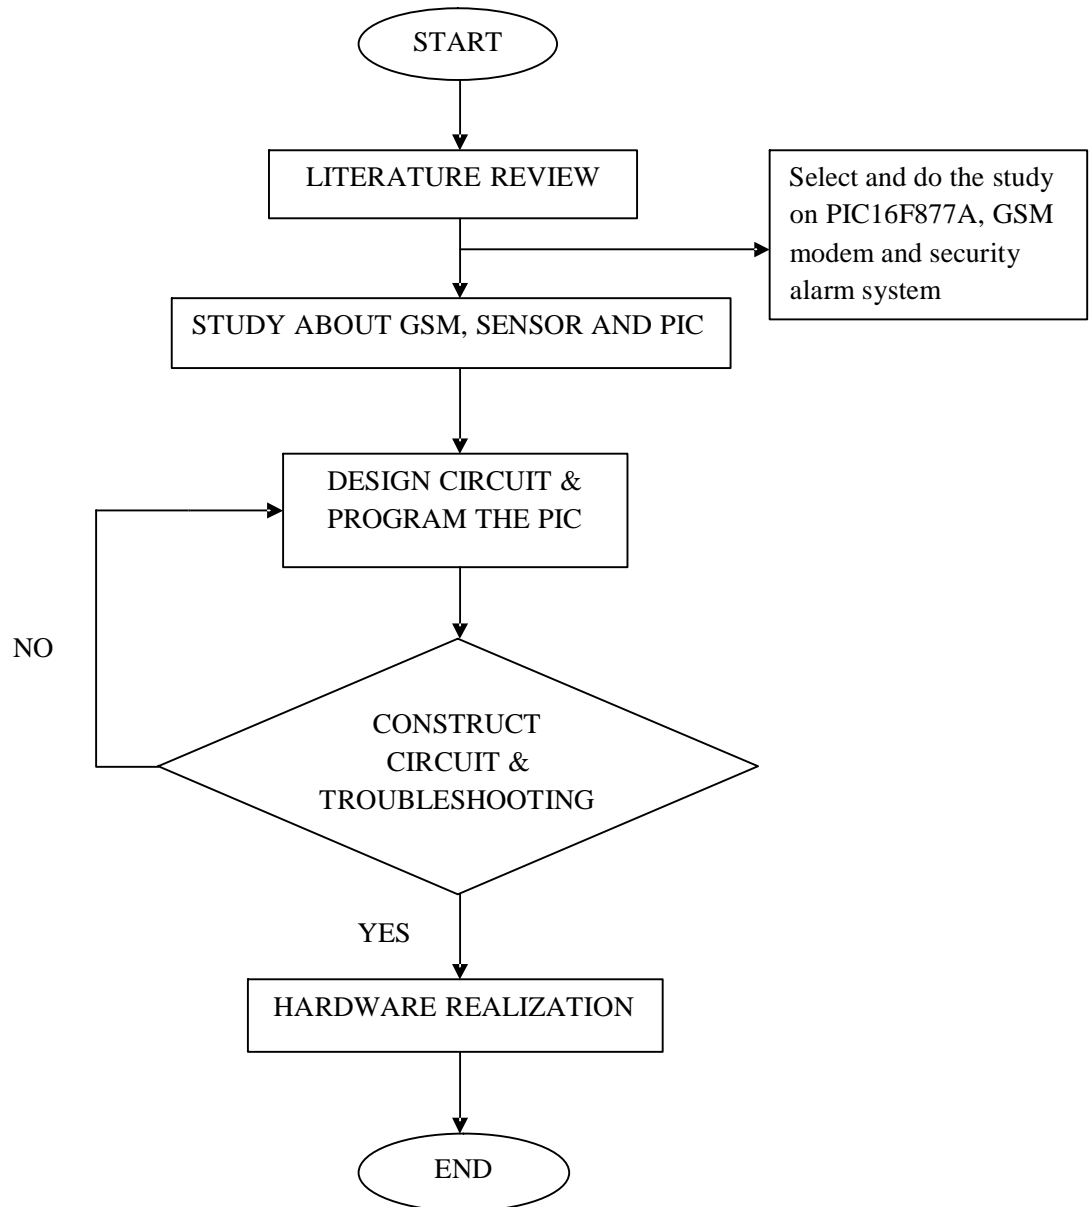 START
LITERATURE REVIEW
Select and do the study
on PIC16F877A, GSM
modem and security
alarm system
STUDY ABOUT GSM, SENSOR AND PIC
DESIGN CIRCUIT &
PROGRAM THE PIC
NO
CONSTRUCT
CIRCUIT &
TROUBLESHOOTING
YES
HARDWARE REALIZATION
END